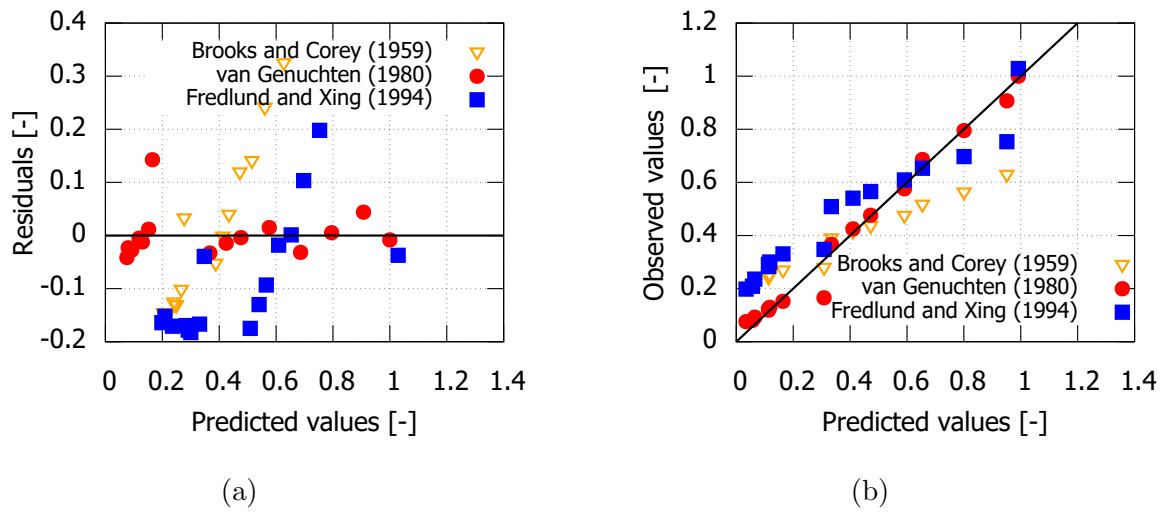 0.4
0.3
0.2
0.1
0
-0.1
-0.2
Residuals [-]
Brooks and Corey (1959)
van Genuchten (1980)
Fredlund and Xing (1994)
0 0.2 0.4 0.6 0.8 1 1.2 1.4
Predicted values [-]
(a)
1.2
1
0.8
0.6
0.4
0.2
0
Observed values [-]
Brooks and Corey (1959)
van Genuchten (1980)
Fredlund and Xing (1994)
0 0.2 0.4 0.6 0.8 1 1.2 1.4
Predicted values [-]
(b)